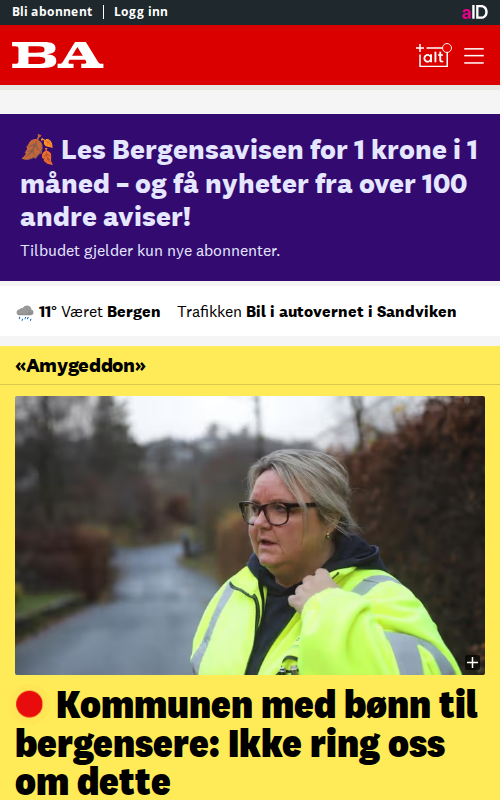 Bli abonnent | Logg inn
aID
BA
+alt
🍂 Les Bergensavisen for 1 krone i 1
måned – og få nyheter fra over 100
andre aviser!
Tilbudet gjelder kun nye abonnenter.
11° Været Bergen Trafikken Bil i autovernet i Sandviken
«Amygeddon»
Kommunen med bønn til
bergensere: Ikke ring oss
om dette